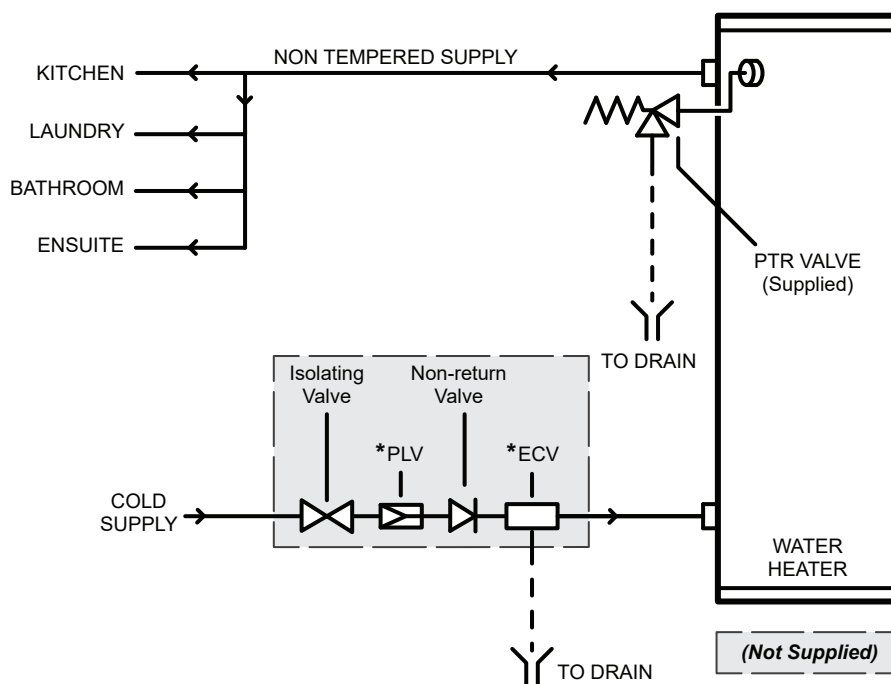 NON TEMPERED SUPPLY
KITCHEN
LAUNDRY
BATHROOM
ENSUITE
PTR VALVE
(Supplied)
TO DRAIN
Isolating
Valve
Non-return
Valve
*PLV
*ECV
COLD
SUPPLY
WATER
HEATER
(Not Supplied)
TO DRAIN